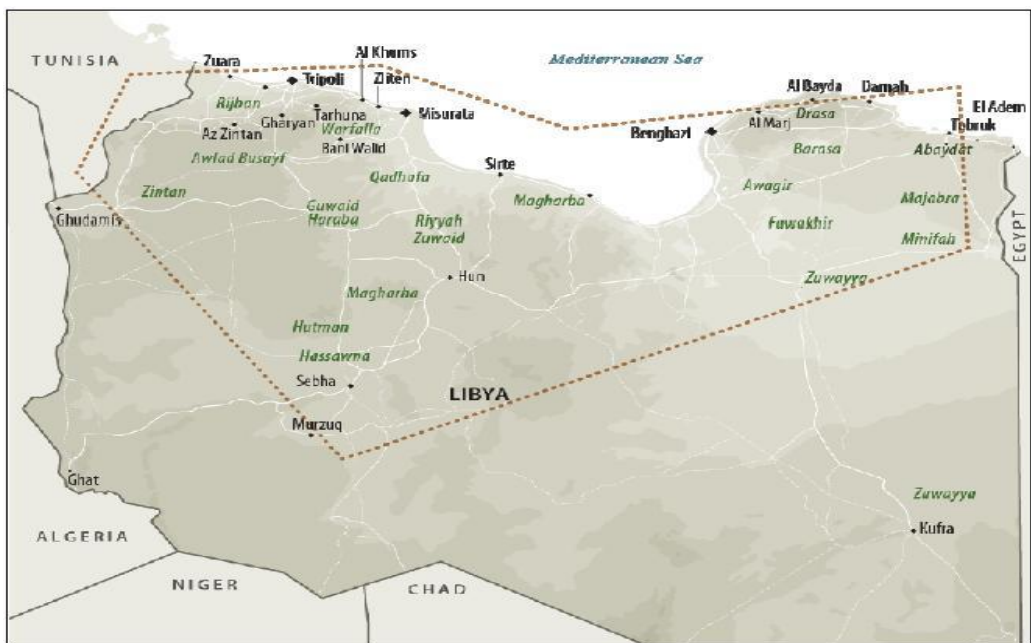 TUNISIA
Zuara
Al Khums
Mediterranean Sea
Tripoli
Zliten
Al Bayda
Darnah
Rijban
Gharyan
Tarhuna
Misurata
Al Marj
Drasa
El Adem
Az Zintan
Warfalla
Benghazi
Tobruk
Bani Walid
Barasa
Abaydat
Awlad Busayf
Sirte
Qadhafa
Zintan
Magharba
Awagir
Majabra
Ghudamis
Guwaid
Haraba
Riyyah
Zuwaid
Fawakhir
Minifah
EGYPT
Hun
Zuwayya
Magharha
Hutman
Hassawna
Sebha
LIBYA
Murzuq
Ghat
Zuwayya
Kufra
ALGERIA
NIGER
CHAD